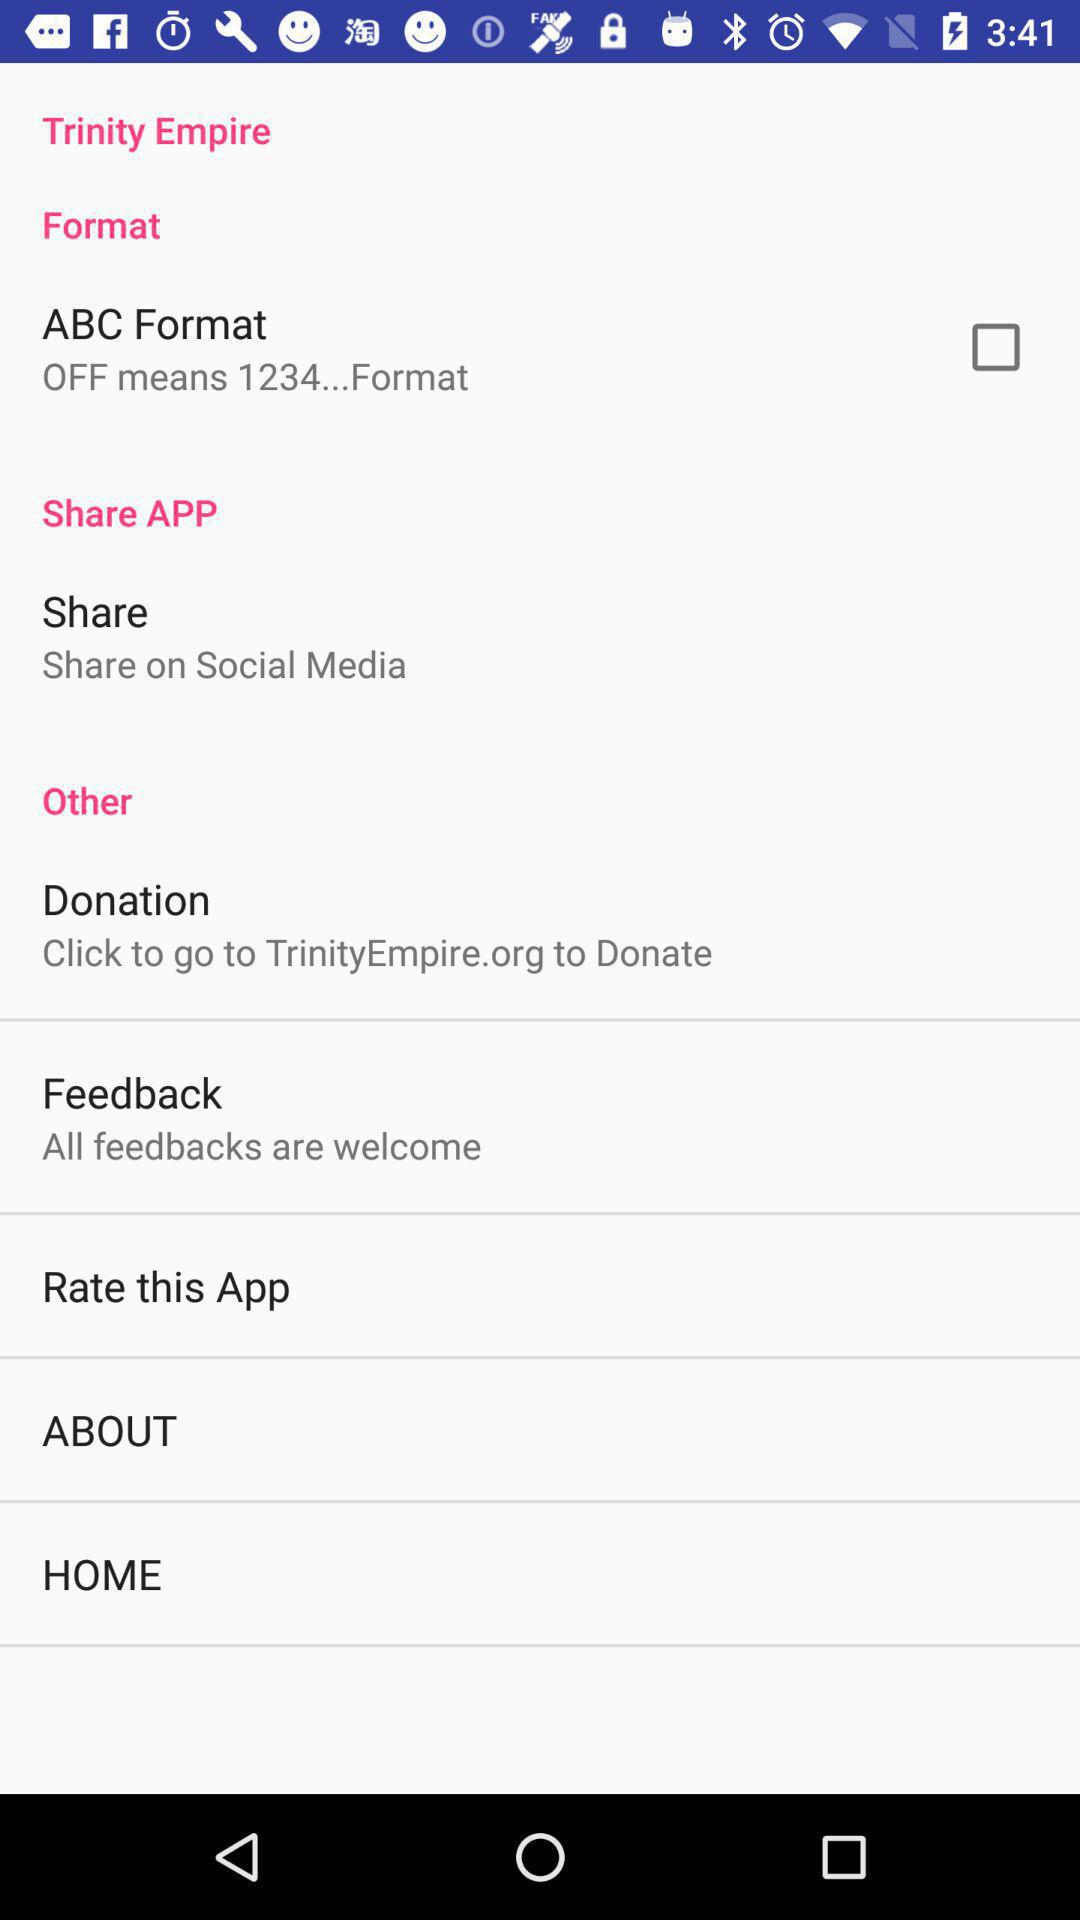 淘 FAKE 3:41
Trinity Empire
Format
ABC Format
OFF means 1234...Format
Share APP
Share
Share on Social Media
Other
Donation
Click to go to TrinityEmpire.org to Donate
Feedback
All feedbacks are welcome
Rate this App
ABOUT
HOME